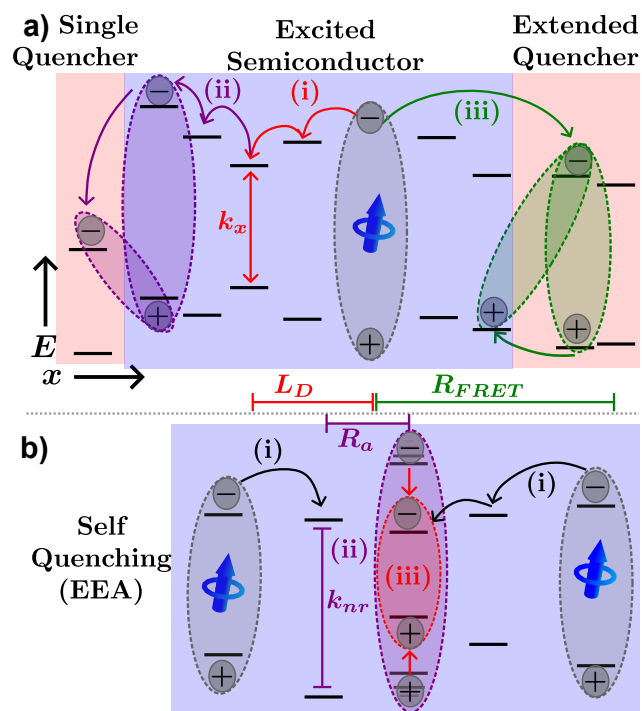 a) Single Quencher
Excited Semiconductor
Extended Quencher
(ii)
(i)
(iii)
−
−
−
−
k_x
+
+
+
+
E
x
L_D
R_FRET
b)
R_a
(i)
(i)
−
−
−
−
Self Quenching (EEA)
(ii)
(iii)
k_nr
+
+
+
+